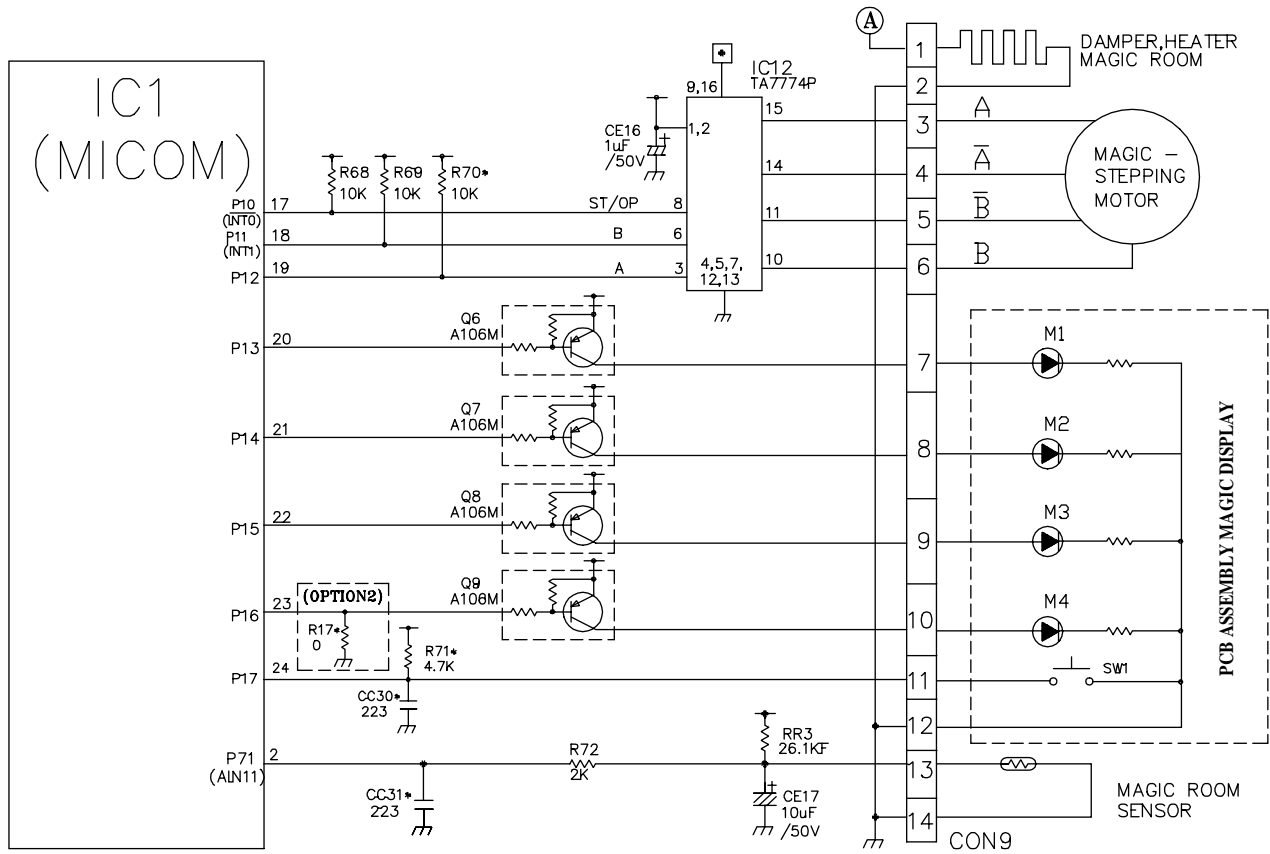 IC1
(MICOM)
P10
(INT0)
17
P11
(INT1)
18
P12
19
P13
20
P14
21
P15
22
P16
23
P17
24
P71
(A|N11)
2
R68
10K
R69
10K
R70*
10K
ST/OP
B
A
CE16
1uF
/50V
+
9,16
IC12
TA7774P
1,2
8
6
3
4,5,7,
12,13
15
14
11
10
Q6
A106M
Q7
A106M
Q8
A106M
Q9
A106M
(OPTION2)
R17*
0
R71*
4.7K
CC30*
223
CC31*
223
R72
2K
RR3
26.1KF
+
CE17
10uF
/50V
A
1
2
3
4
5
6
7
8
9
10
11
12
13
14
CON9
DAMPER,HEATER
MAGIC ROOM
A
A̅
B̅
B
MAGIC -
STEPPING
MOTOR
M1
M2
M3
M4
SW1
PCB ASSEMBLY MAGIC DISPLAY
MAGIC ROOM
SENSOR